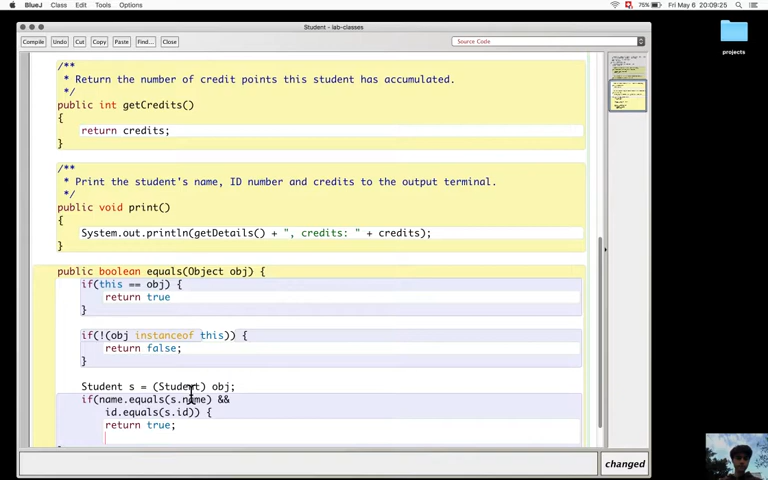 BlueJ Class Edit Tools Options
75% Fri May 6 20:09:25
Student - lab-classes
Compile Undo Cut Copy Paste Find... Close
Source Code
projects
/**
* Return the number of credit points this student has accumulated.
*/
public int getCredits()
{
return credits;
}
/**
* Print the student's name, ID number and credits to the output terminal.
*/
public void print()
{
System.out.println(getDetails() + ", credits: " + credits);
}
public boolean equals(Object obj) {
if(this == obj) {
return true
}
if(!(obj instanceof this)) {
return false;
}
Student s = (Student) obj;
if(name.equals(s.name) &&
id.equals(s.id)) {
return true;
changed